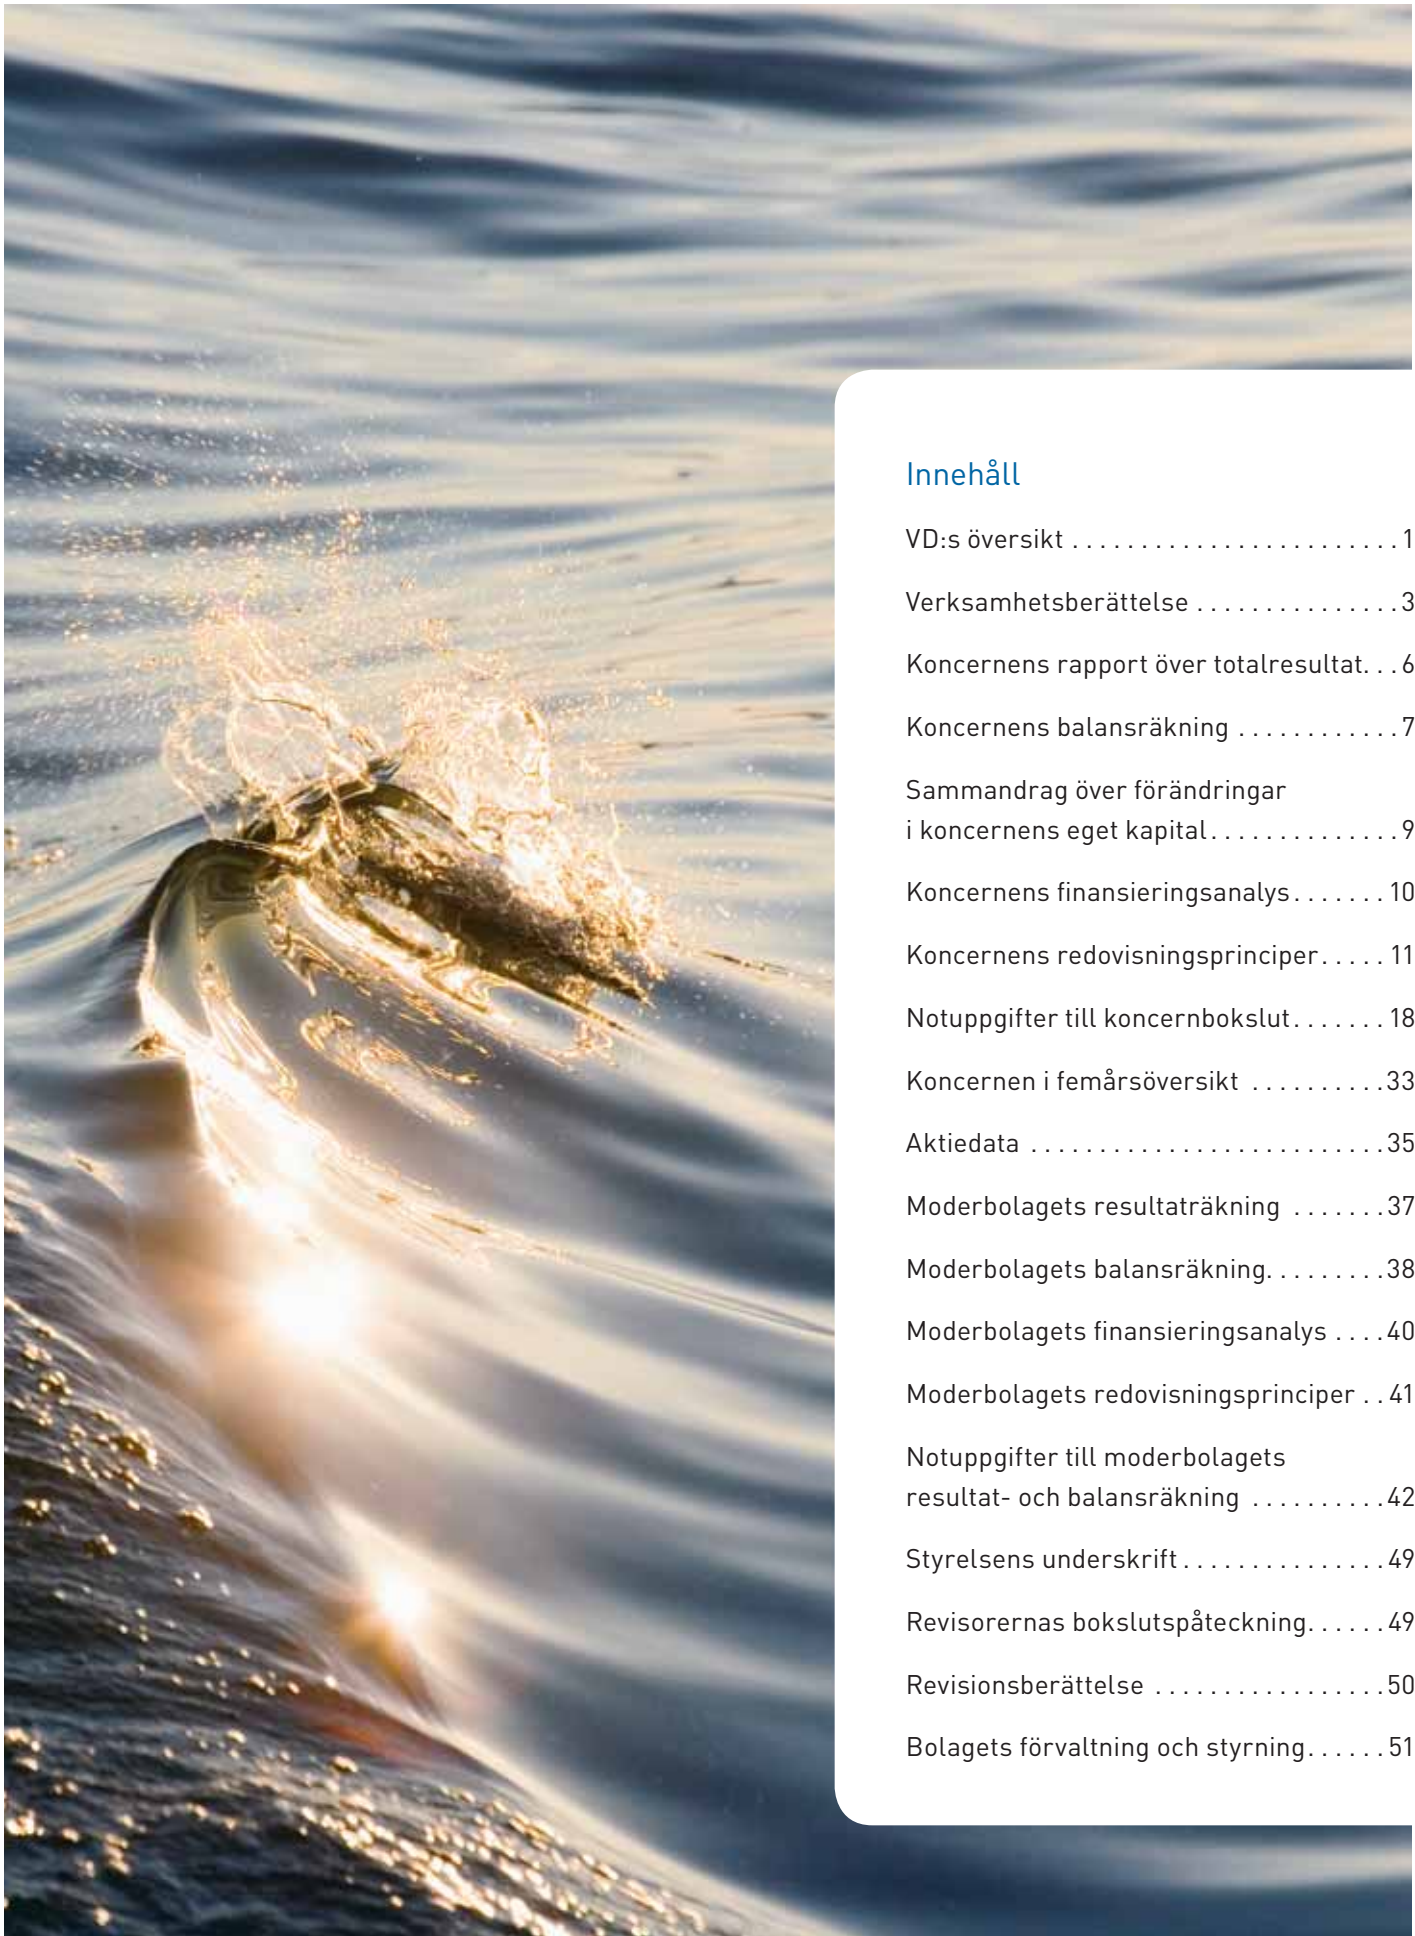 Innehåll
VD:s översikt . . . . . . . . . . . . . . . . . . . . . . . . 1
Verksamhetsberättelse . . . . . . . . . . . . . . . 3
Koncernens rapport över totalresultat. . . 6
Koncernens balansräkning . . . . . . . . . . . . 7
Sammandrag över förändringar
i koncernens eget kapital . . . . . . . . . . . . . . 9
Koncernens finansieringsanalys. . . . . . . 10
Koncernens redovisningsprinciper. . . . . 11
Notuppgifter till koncernbokslut. . . . . . . 18
Koncernen i femårsöversikt . . . . . . . . . . 33
Aktiedata . . . . . . . . . . . . . . . . . . . . . . . . . . 35
Moderbolagets resultaträkning . . . . . . . 37
Moderbolagets balansräkning. . . . . . . . . 38
Moderbolagets finansieringsanalys . . . . 40
Moderbolagets redovisningsprinciper . . 41
Notuppgifter till moderbolagets
resultat- och balansräkning . . . . . . . . . . 42
Styrelsens underskrift . . . . . . . . . . . . . . . 49
Revisorernas bokslutspåteckning. . . . . . 49
Revisionsberättelse . . . . . . . . . . . . . . . . . 50
Bolagets förvaltning och styrning. . . . . . 51